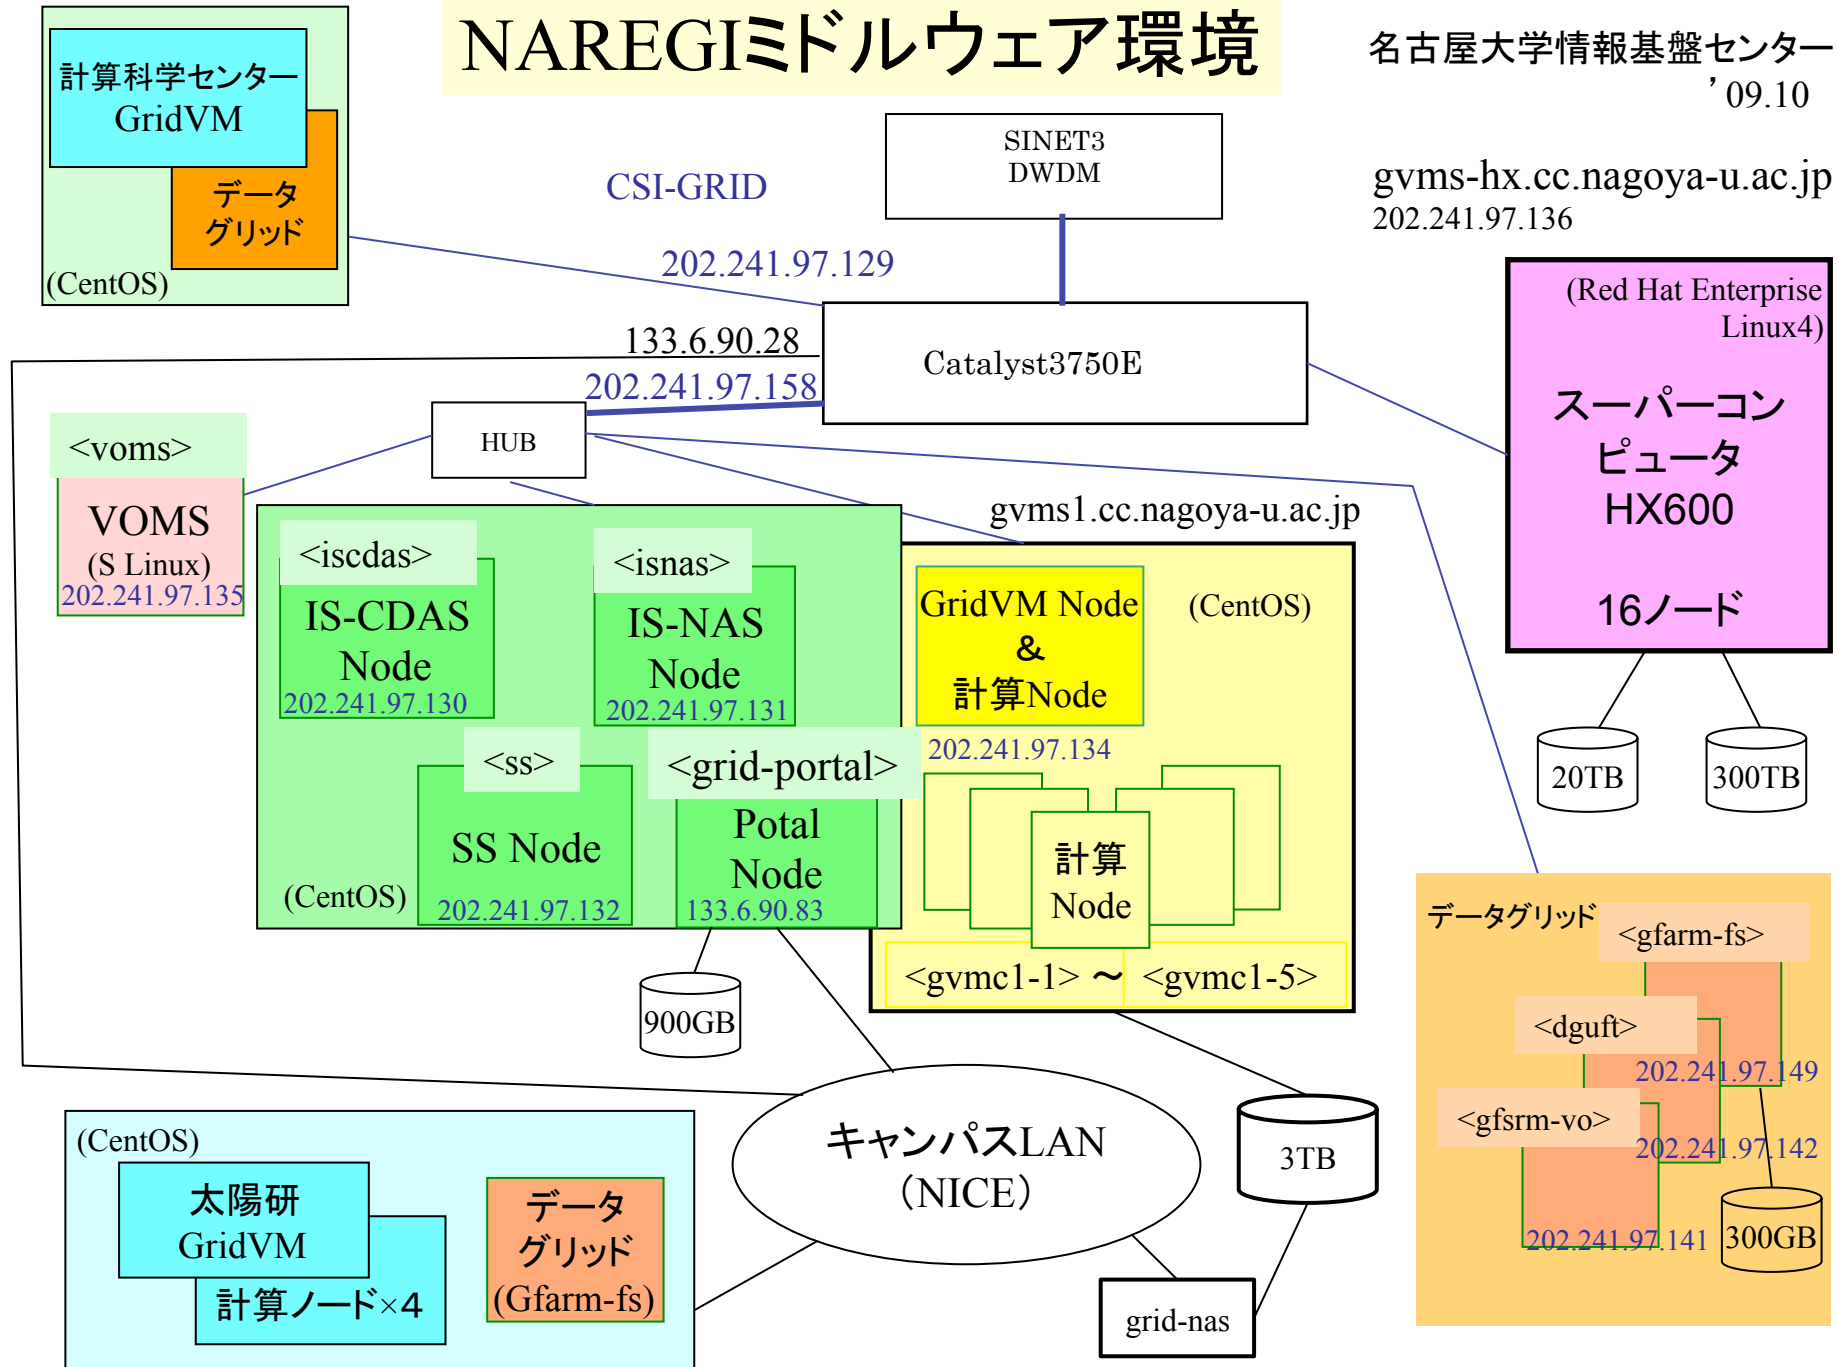 NAREGIミドルウェア環境
名古屋大学情報基盤センター
’09.10
計算科学センター
GridVM
データ
グリッド
(CentOS)
CSI-GRID
SINET3
DWDM
gvms-hx.cc.nagoya-u.ac.jp
202.241.97.136
202.241.97.129
133.6.90.28
202.241.97.158
Catalyst3750E
(Red Hat Enterprise
Linux4)
スーパーコン
ピュータ
HX600
16ノード
20TB
300TB
HUB
<voms>
VOMS
(S Linux)
202.241.97.135
<iscdas>
IS-CDAS
Node
202.241.97.130
<isnas>
IS-NAS
Node
202.241.97.131
<ss>
SS Node
202.241.97.132
<grid-portal>
Potal
Node
133.6.90.83
(CentOS)
900GB
gvms1.cc.nagoya-u.ac.jp
GridVM Node
&
計算Node
(CentOS)
202.241.97.134
計算
Node
<gvmc1-1>～<gvmc1-5>
データグリッド
<gfarm-fs>
202.241.97.149
<dguft>
202.241.97.142
<gfsrm-vo>
202.241.97.141
300GB
キャンパスLAN
（NICE）
3TB
grid-nas
(CentOS)
太陽研
GridVM
計算ノード×４
データ
グリッド
(Gfarm-fs)